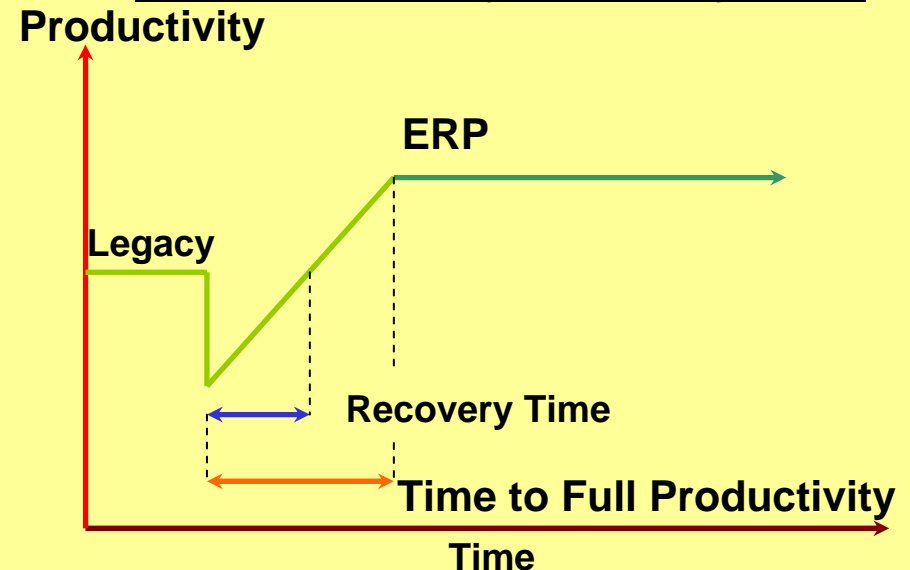 Productivity
ERP
Legacy
Recovery Time
Time to Full Productivity
Time